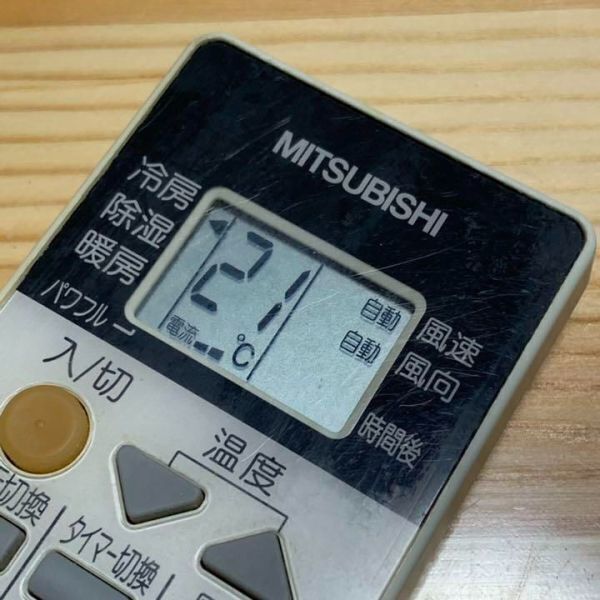 MITSUBISHI
冷房
除湿
暖房
パワフル
21℃
電流
自動 風速
自動 風向
時間後
入/切
温度
切換
タイマー切換